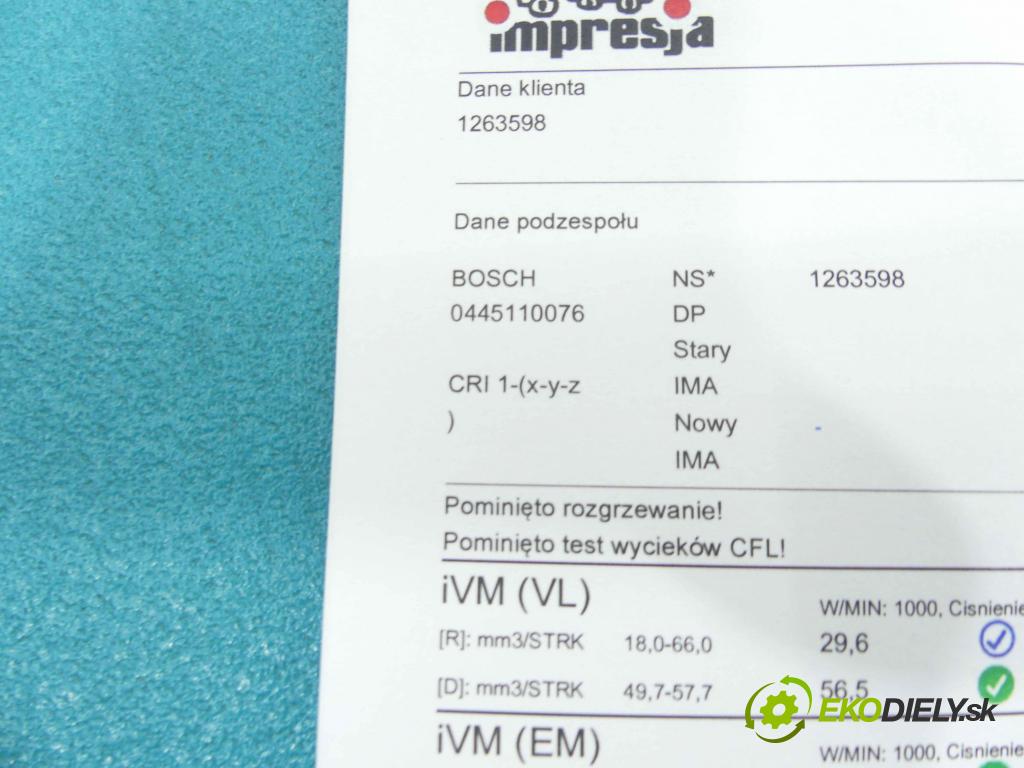 impresja
Dane klienta
1263598
Dane podzespołu
BOSCH NS* 1263598
0445110076 DP
Stary
CRI 1-(x-y-z IMA
) Nowy -
IMA
Pominięto rozgrzewanie!
Pominięto test wycieków CFL!
iVM (VL) W/MIN: 1000, Cisnienie
[R]: mm3/STRK 18,0-66,0 29,6
[D]: mm3/STRK 49,7-57,7 56,5
EKODIELY.sk
iVM (EM) W/MIN: 1000, Cisnienie